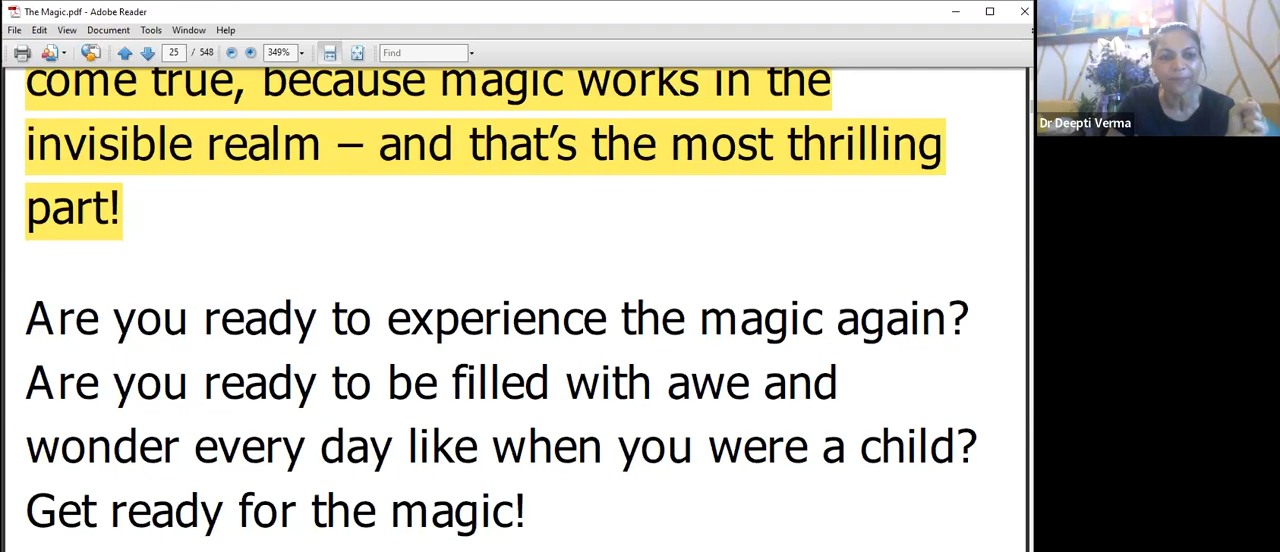 The Magic.pdf - Adobe Reader
File Edit View Document Tools Window Help
25 / 548 349% Find
come true, because magic works in the
invisible realm – and that's the most thrilling
part!
Are you ready to experience the magic again?
Are you ready to be filled with awe and
wonder every day like when you were a child?
Get ready for the magic!
Dr Deepti Verma